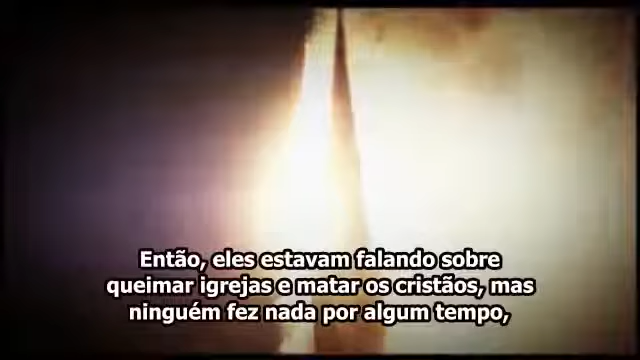 Então, eles estavam falando sobre
queimar igrejas e matar os cristãos, mas
ninguém fez nada por algum tempo,